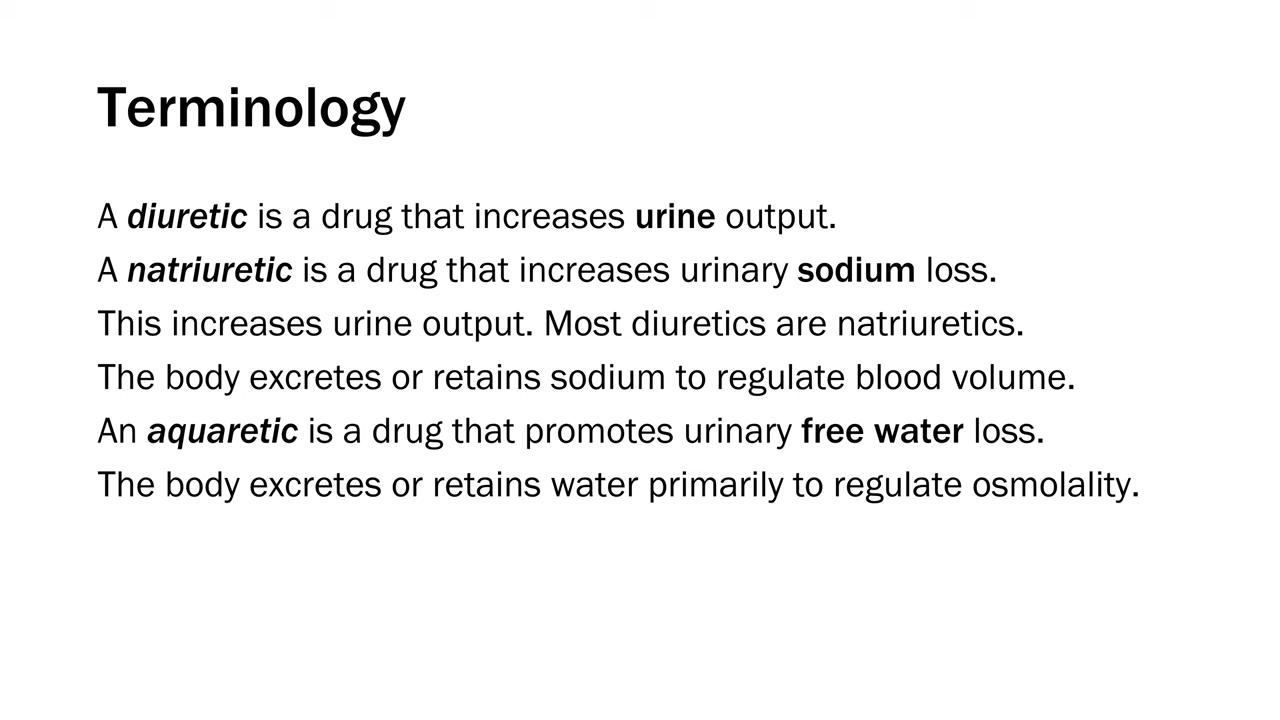 Terminology
A diuretic is a drug that increases urine output.
A natriuretic is a drug that increases urinary sodium loss.
This increases urine output. Most diuretics are natriuretics.
The body excretes or retains sodium to regulate blood volume.
An aquaretic is a drug that promotes urinary free water loss.
The body excretes or retains water primarily to regulate osmolality.